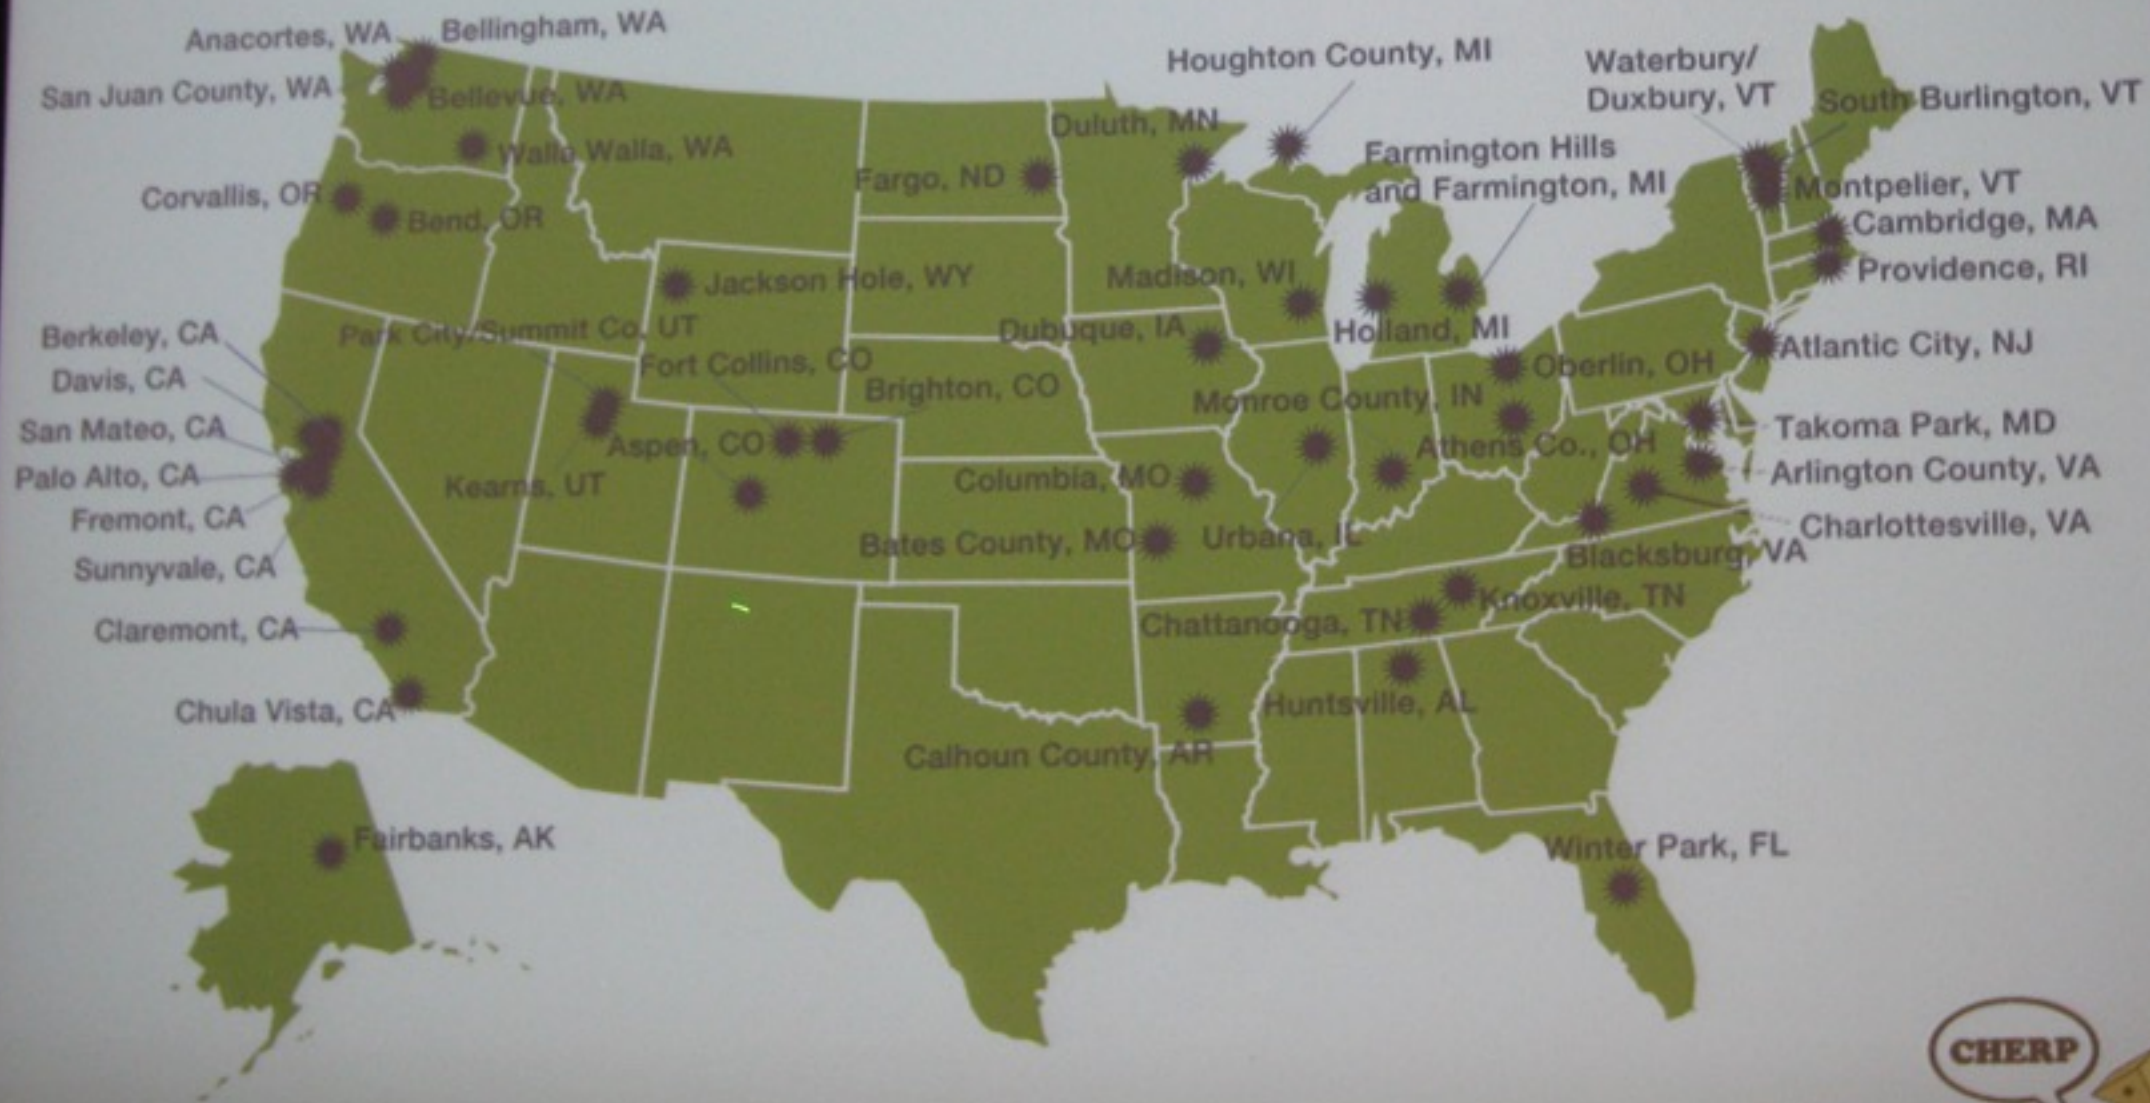 Anacortes, WA
Bellingham, WA
San Juan County, WA
Bellevue, WA
Walla Walla, WA
Corvallis, OR
Bend, OR
Houghton County, MI
Duluth, MN
Fargo, ND
Waterbury/
Duxbury, VT
South Burlington, VT
Farmington Hills
and Farmington, MI
Montpelier, VT
Cambridge, MA
Providence, RI
Jackson Hole, WY
Madison, WI
Berkeley, CA
Park City/Summit Co, UT
Dubuque, IA
Holland, MI
Atlantic City, NJ
Davis, CA
Fort Collins, CO
Brighton, CO
Oberlin, OH
Monroe County, IN
San Mateo, CA
Aspen, CO
Athens Co., OH
Takoma Park, MD
Palo Alto, CA
Kearns, UT
Columbia, MO
Arlington County, VA
Fremont, CA
Bates County, MO
Urbana, IL
Charlottesville, VA
Blacksburg, VA
Sunnyvale, CA
Claremont, CA
Chattanooga, TN
Knoxville, TN
Chula Vista, CA
Huntsville, AL
Calhoun County, AR
Fairbanks, AK
Winter Park, FL
CHERP